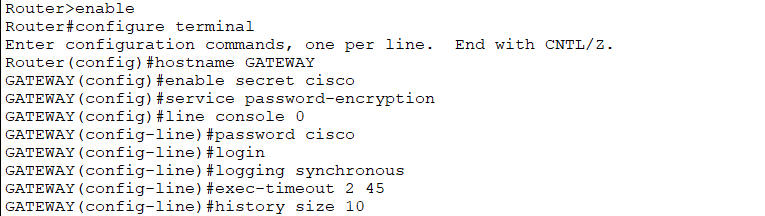 Router>enable
Router#configure terminal
Enter configuration commands, one per line.  End with CNTL/Z.
Router(config)#hostname GATEWAY
GATEWAY(config)#enable secret cisco
GATEWAY(config)#service password-encryption
GATEWAY(config)#line console 0
GATEWAY(config-line)#password cisco
GATEWAY(config-line)#login
GATEWAY(config-line)#logging synchronous
GATEWAY(config-line)#exec-timeout 2 45
GATEWAY(config-line)#history size 10